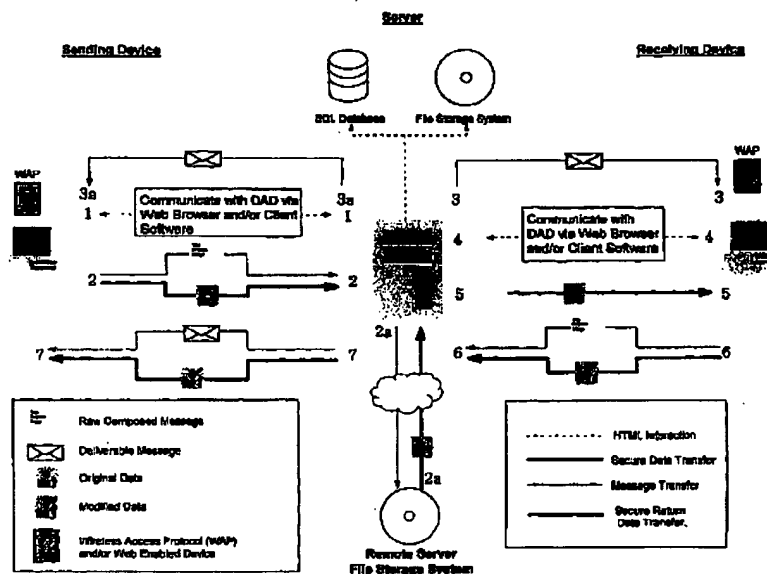 Server
Sending Device
Receiving Device
SQL Database
File Storage System
WAP
WAP
3a
3a
3
3
1
Communicate with DAD via
Web Browser and/or Client
Software
1
4
Communicate with
DAD via Web Browser
and/or Client Software
4
2
2
5
5
7
7
2a
6
6
Raw Composed Message
Deliverable Message
Original Data
Modified Data
Wireless Access Protocol (WAP)
and/or Web Enabled Device
2a
Remote Server
File Storage System
HTML Interaction
Secure Data Transfer
Message Transfer
Secure Return
Data Transfer